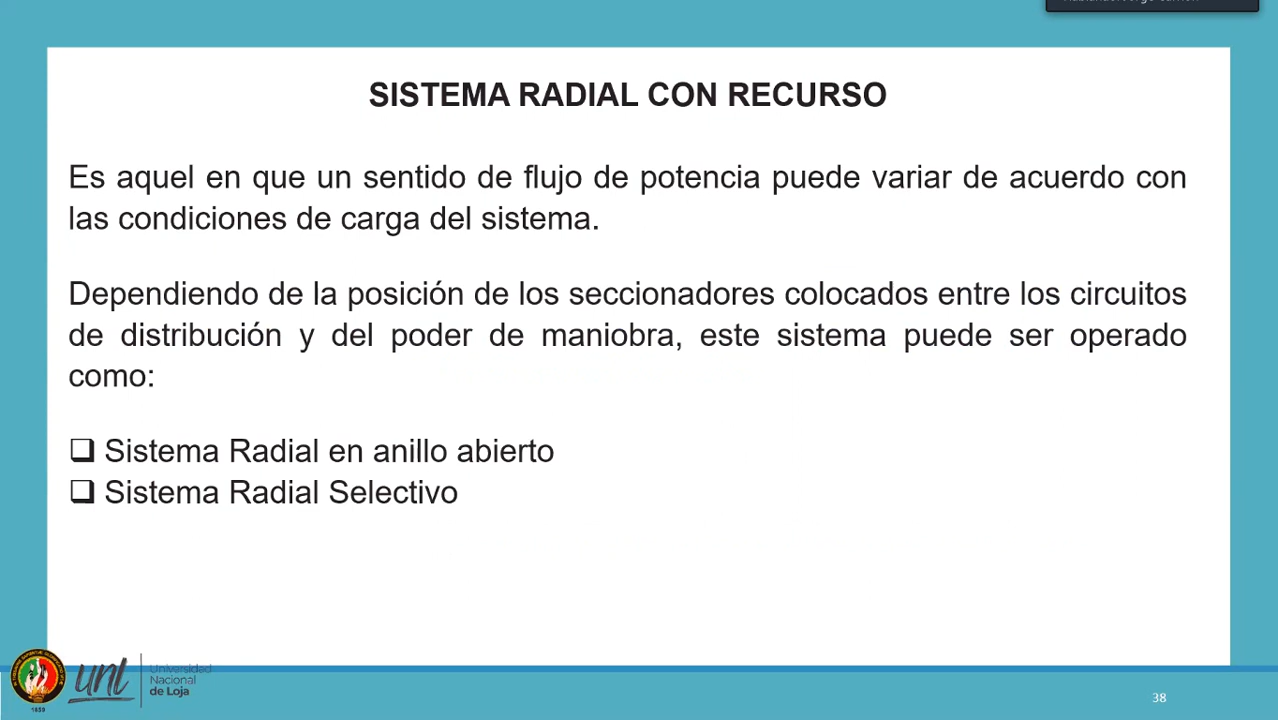 SISTEMA RADIAL CON RECURSO
Es aquel en que un sentido de flujo de potencia puede variar de acuerdo con
las condiciones de carga del sistema.
Dependiendo de la posición de los seccionadores colocados entre los circuitos
de distribución y del poder de maniobra, este sistema puede ser operado
como:
❑ Sistema Radial en anillo abierto
❑ Sistema Radial Selectivo
unl
Universidad
Nacional
de Loja
1859
38